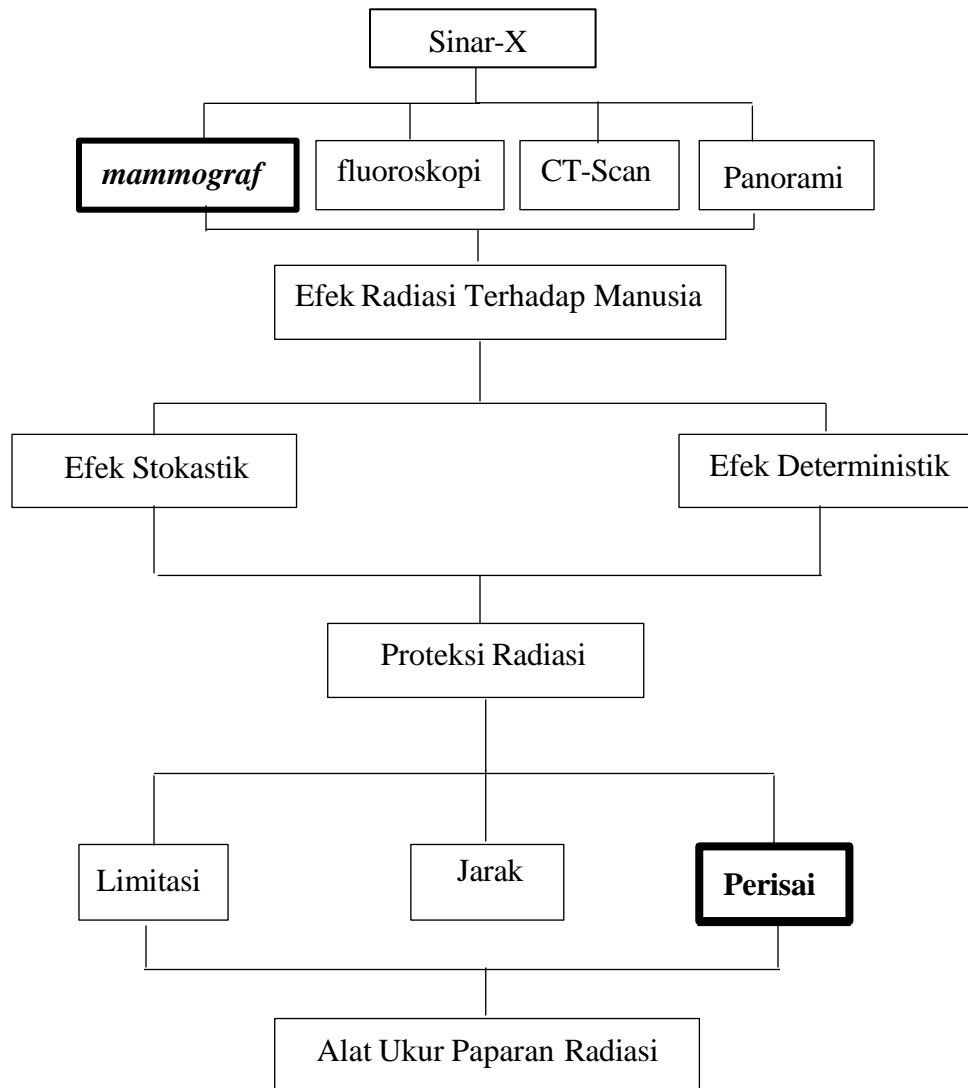 Sinar-X
mammograf
fluoroskopi
CT-Scan
Panorami
Efek Radiasi Terhadap Manusia
Efek Stokastik
Efek Deterministik
Proteksi Radiasi
Limitasi
Jarak
Perisai
Alat Ukur Paparan Radiasi